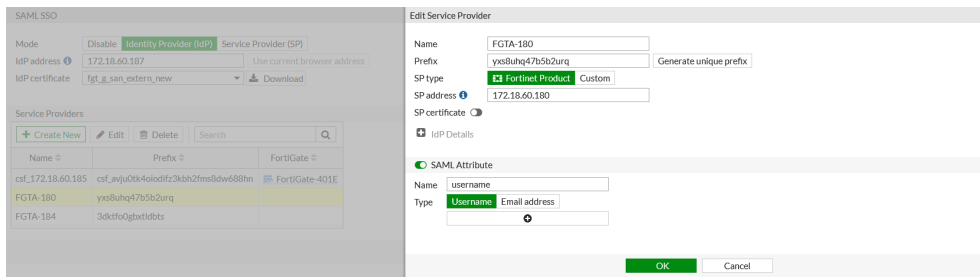 SAML SSO
Mode Disable Identity Provider (IdP) Service Provider (SP)
IdP address 172.18.60.187 Use current browser address
IdP certificate fgt_g_san_extern_new Download
Service Providers
Create New Edit Delete Search
Name Prefix FortiGate
csf_172.18.60.185 csf_avju0tk4oiodifz3kbh2fms8dw688hn FortiGate-401E
FGTA-180 yxs8uhq47b5b2urq
FGTA-184 3dktfo0gbxtldbts
Edit Service Provider
Name FGTA-180
Prefix yxs8uhq47b5b2urq Generate unique prefix
SP type Fortinet Product Custom
SP address 172.18.60.180
SP certificate
IdP Details
SAML Attribute
Name username
Type Username Email address
OK Cancel